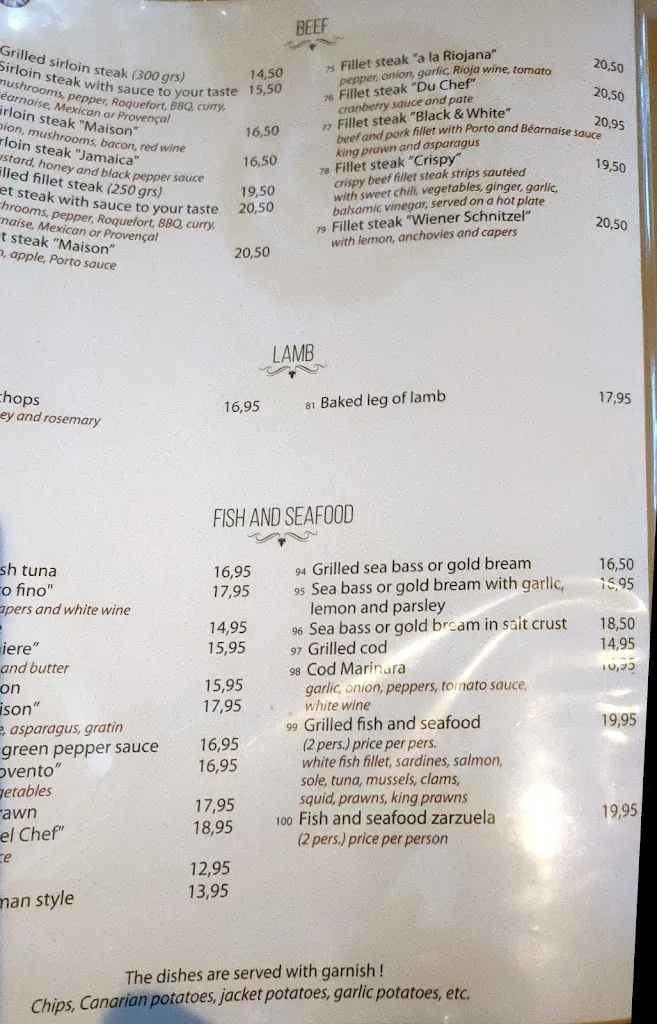 BEEF
Grilled sirloin steak (300 grs) 14,50
Sirloin steak with sauce to your taste 15,50
mushrooms, pepper, Roquefort, BBQ, curry,
éarnaise, Mexican or Provençal
irloin steak "Maison" 16,50
nion, mushrooms, bacon, red wine
rloin steak "Jamaica" 16,50
ustard, honey and black pepper sauce
illed fillet steak (250 grs) 19,50
et steak with sauce to your taste 20,50
shrooms, pepper, Roquefort, BBQ, curry,
rnaise, Mexican or Provençal
t steak "Maison" 20,50
n, apple, Porto sauce
75 Fillet steak "a la Riojana" 20,50
pepper, onion, garlic, Rioja wine, tomato
76 Fillet steak "Du Chef" 20,50
cranberry sauce and pate
77 Fillet steak "Black & White" 20,95
beef and pork fillet with Porto and Béarnaise sauce
king prawn and asparagus
78 Fillet steak "Crispy" 19,50
crispy beef fillet steak strips sautéed
with sweet chili, vegetables, ginger, garlic,
balsamic vinegar, served on a hot plate
79 Fillet steak "Wiener Schnitzel" 20,50
with lemon, anchovies and capers
LAMB
chops 16,95
ey and rosemary
81 Baked leg of lamb 17,95
FISH AND SEAFOOD
sh tuna 16,95
o fino" 17,95
apers and white wine
14,95
iere" 15,95
and butter
on 15,95
ison" 17,95
e, asparagus, gratin
green pepper sauce 16,95
ovento" 16,95
getables
rawn 17,95
el Chef" 18,95
ce
12,95
man style 13,95
94 Grilled sea bass or gold bream 16,50
95 Sea bass or gold bream with garlic, 16,95
lemon and parsley
96 Sea bass or gold bream in salt crust 18,50
97 Grilled cod 14,95
98 Cod Marinara 16,95
garlic, onion, peppers, tomato sauce,
white wine
99 Grilled fish and seafood 19,95
(2 pers.) price per pers.
white fish fillet, sardines, salmon,
sole, tuna, mussels, clams,
squid, prawns, king prawns
100 Fish and seafood zarzuela 19,95
(2 pers.) price per person
The dishes are served with garnish !
Chips, Canarian potatoes, jacket potatoes, garlic potatoes, etc.